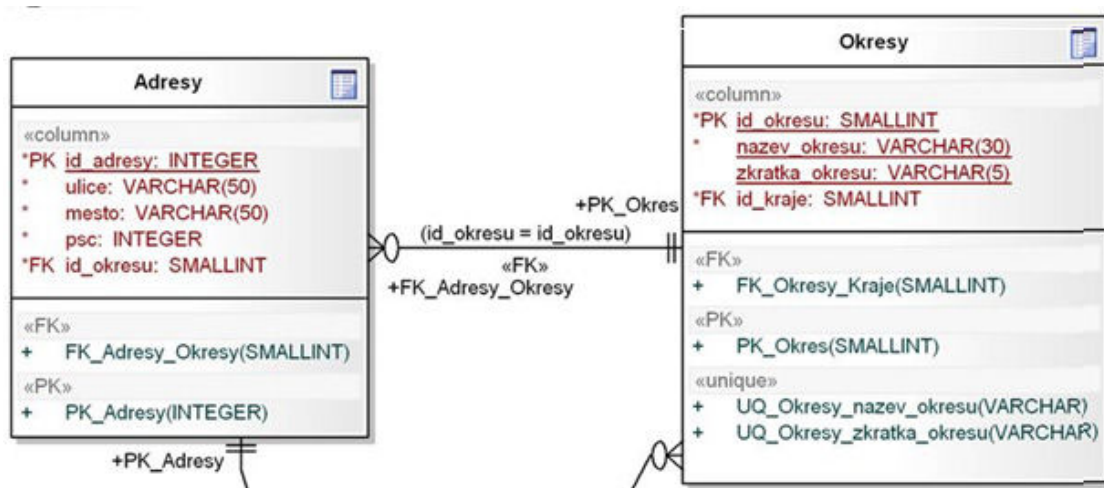 Adresy
«column»
*PK id_adresy: INTEGER
* ulice: VARCHAR(50)
* mesto: VARCHAR(50)
* psc: INTEGER
*FK id_okresu: SMALLINT
«FK»
+ FK_Adresy_Okresy(SMALLINT)
«PK»
+ PK_Adresy(INTEGER)
+PK_Adresy
+PK_Okres
(id_okresu = id_okresu)
«FK»
+FK_Adresy_Okresy
Okresy
«column»
*PK id_okresu: SMALLINT
* nazev_okresu: VARCHAR(30)
zkratka_okresu: VARCHAR(5)
*FK id_kraje: SMALLINT
«FK»
+ FK_Okresy_Kraje(SMALLINT)
«PK»
+ PK_Okres(SMALLINT)
«unique»
+ UQ_Okresy_nazev_okresu(VARCHAR)
+ UQ_Okresy_zkratka_okresu(VARCHAR)